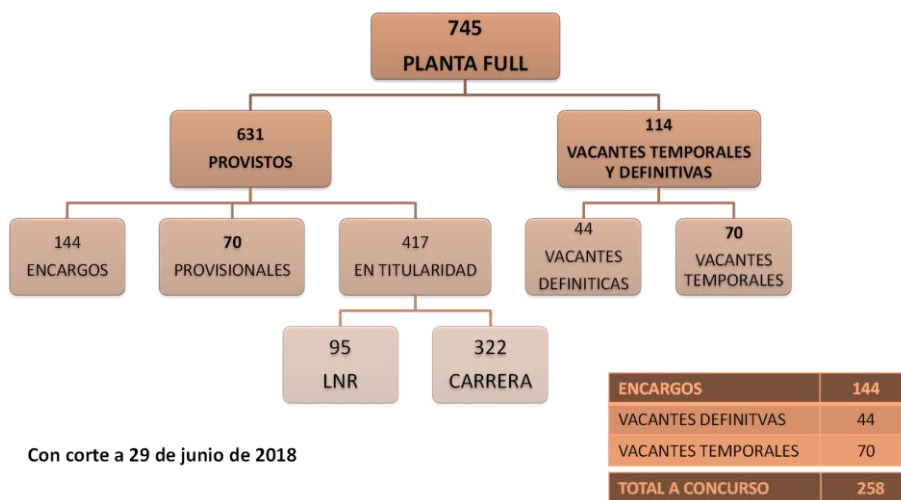 745
PLANTA FULL
631
PROVISTOS
114
VACANTES TEMPORALES
Y DEFINITIVAS
144
ENCARGOS
70
PROVISIONALES
417
EN TITULARIDAD
44
VACANTES
DEFINITICAS
70
VACANTES
TEMPORALES
95
LNR
322
CARRERA
ENCARGOS 144
VACANTES DEFINITVAS 44
VACANTES TEMPORALES 70
TOTAL A CONCURSO 258
Con corte a 29 de junio de 2018